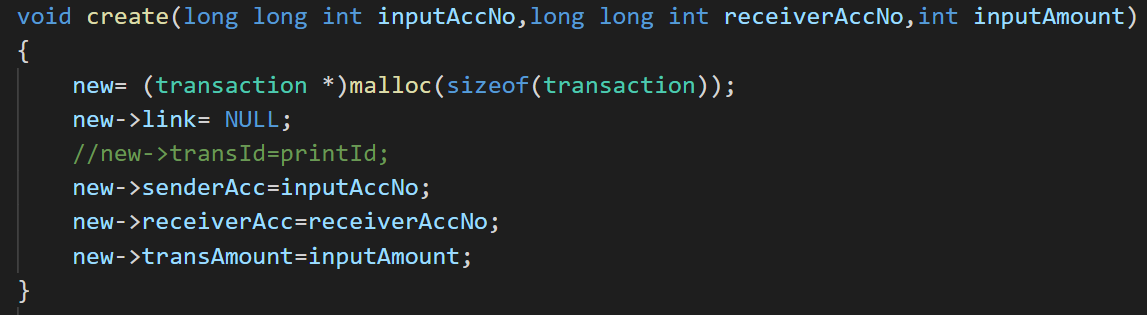 void create(long long int inputAccNo,long long int receiverAccNo,int inputAmount)
{
    new= (transaction *)malloc(sizeof(transaction));
    new->link= NULL;
    //new->transId=printId;
    new->senderAcc=inputAccNo;
    new->receiverAcc=receiverAccNo;
    new->transAmount=inputAmount;
}